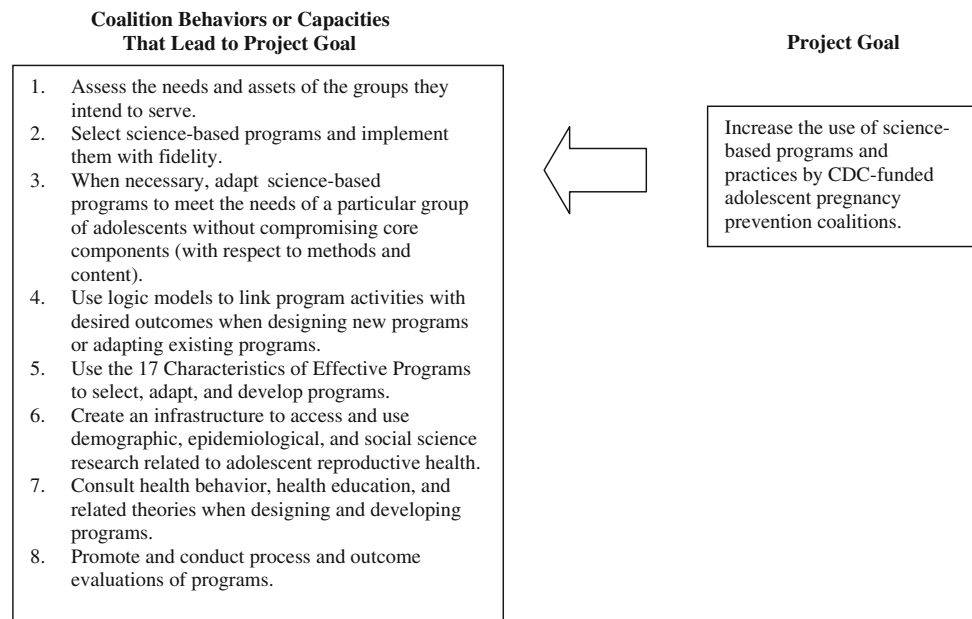 Coalition Behaviors or Capacities
That Lead to Project Goal
1. Assess the needs and assets of the groups they
intend to serve.
2. Select science-based programs and implement
them with fidelity.
3. When necessary, adapt science-based
programs to meet the needs of a particular group
of adolescents without compromising core
components (with respect to methods and
content).
4. Use logic models to link program activities with
desired outcomes when designing new programs
or adapting existing programs.
5. Use the 17 Characteristics of Effective Programs
to select, adapt, and develop programs.
6. Create an infrastructure to access and use
demographic, epidemiological, and social science
research related to adolescent reproductive health.
7. Consult health behavior, health education, and
related theories when designing and developing
programs.
8. Promote and conduct process and outcome
evaluations of programs.
Project Goal
Increase the use of science-
based programs and
practices by CDC-funded
adolescent pregnancy
prevention coalitions.